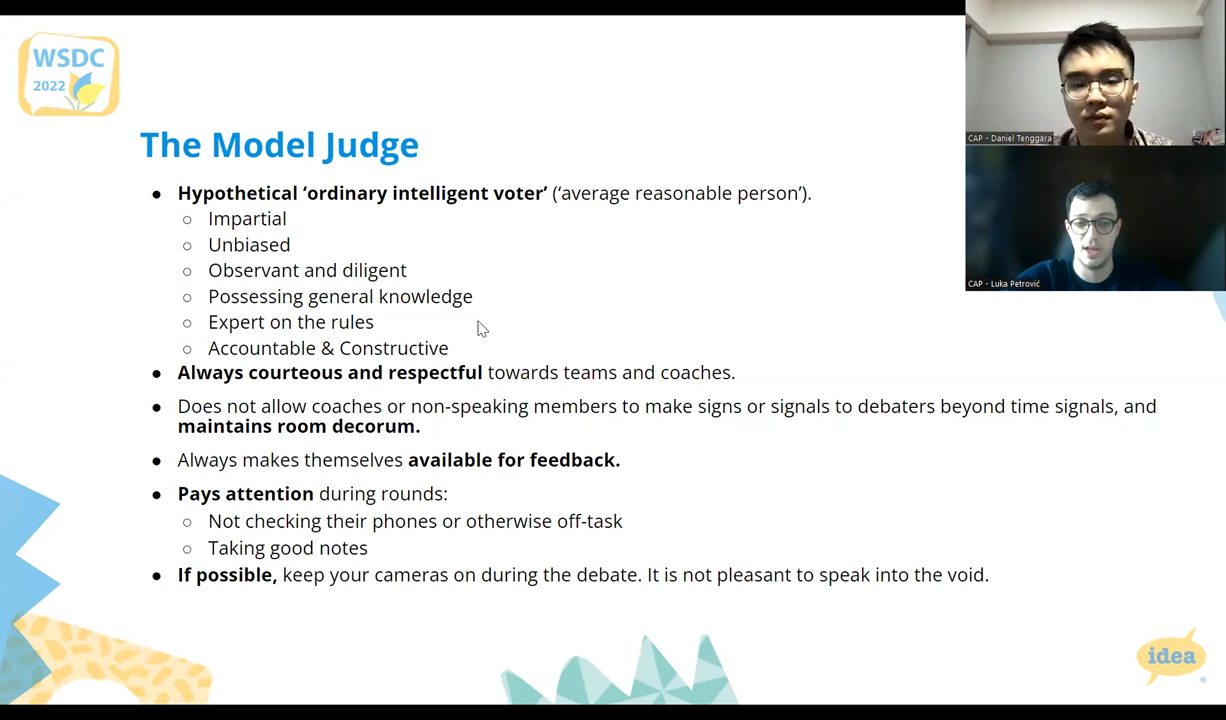 WSDC
2022
The Model Judge
● Hypothetical ‘ordinary intelligent voter’ (‘average reasonable person’).
○ Impartial
○ Unbiased
○ Observant and diligent
○ Possessing general knowledge
○ Expert on the rules
○ Accountable & Constructive
● Always courteous and respectful towards teams and coaches.
● Does not allow coaches or non-speaking members to make signs or signals to debaters beyond time signals, and
maintains room decorum.
● Always makes themselves available for feedback.
● Pays attention during rounds:
○ Not checking their phones or otherwise off-task
○ Taking good notes
● If possible, keep your cameras on during the debate. It is not pleasant to speak into the void.
CAP - Daniel Tenggara
CAP - Luka Petrović
idea
®